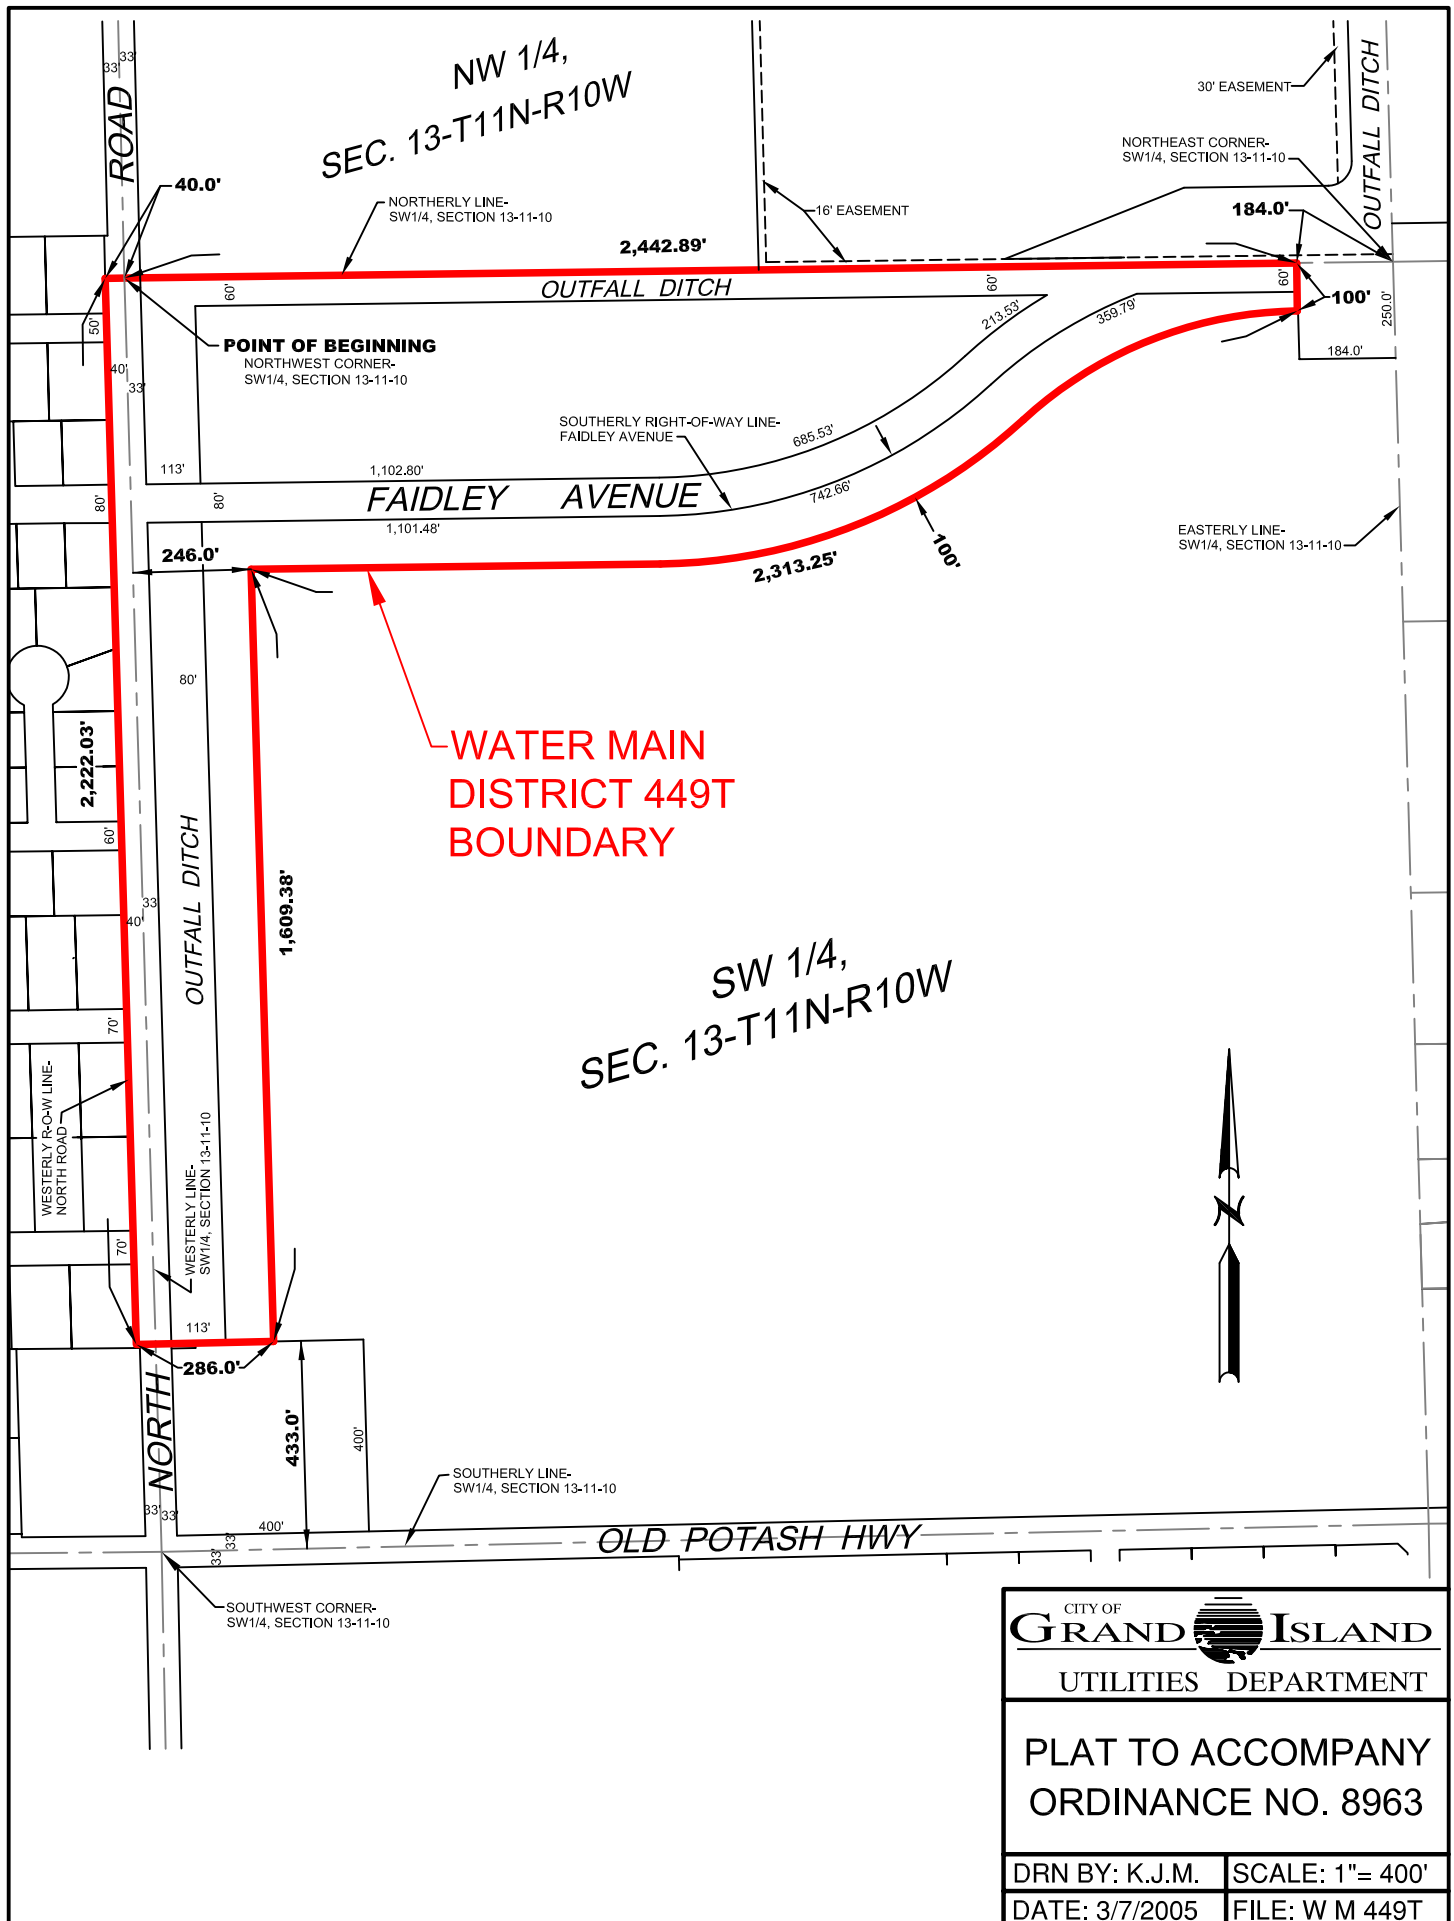 33'
33'
ROAD
NW 1/4,
SEC. 13-T11N-R10W
30' EASEMENT
OUTFALL DITCH
NORTHEAST CORNER-
SW1/4, SECTION 13-11-10
40.0'
NORTHERLY LINE-
SW1/4, SECTION 13-11-10
16' EASEMENT
184.0'
2,442.89'
60'
OUTFALL DITCH
60'
60'
100'
250.0'
213.53'
359.79'
50'
POINT OF BEGINNING
NORTHWEST CORNER-
SW1/4, SECTION 13-11-10
184.0'
40'
33'
SOUTHERLY RIGHT-OF-WAY LINE-
FAIDLEY AVENUE
685.53'
113'
1,102.80'
80'
80'
FAIDLEY AVENUE
742.66'
1,101.48'
EASTERLY LINE-
SW1/4, SECTION 13-11-10
246.0'
2,313.25'
100'
80'
2,222.03'
WATER MAIN
DISTRICT 449T
BOUNDARY
60'
OUTFALL DITCH
1,609.38'
33'
40'
SW 1/4,
SEC. 13-T11N-R10W
70'
WESTERLY R-O-W LINE-
NORTH ROAD
WESTERLY LINE-
SW1/4, SECTION 13-11-10
N
70'
113'
286.0'
NORTH
433.0'
400'
SOUTHERLY LINE-
SW1/4, SECTION 13-11-10
33'
33'
400'
33'
33'
OLD POTASH HWY
SOUTHWEST CORNER-
SW1/4, SECTION 13-11-10
CITY OF
GRAND ISLAND
UTILITIES DEPARTMENT
PLAT TO ACCOMPANY
ORDINANCE NO. 8963
DRN BY: K.J.M.
SCALE: 1"= 400'
DATE: 3/7/2005
FILE: W M 449T